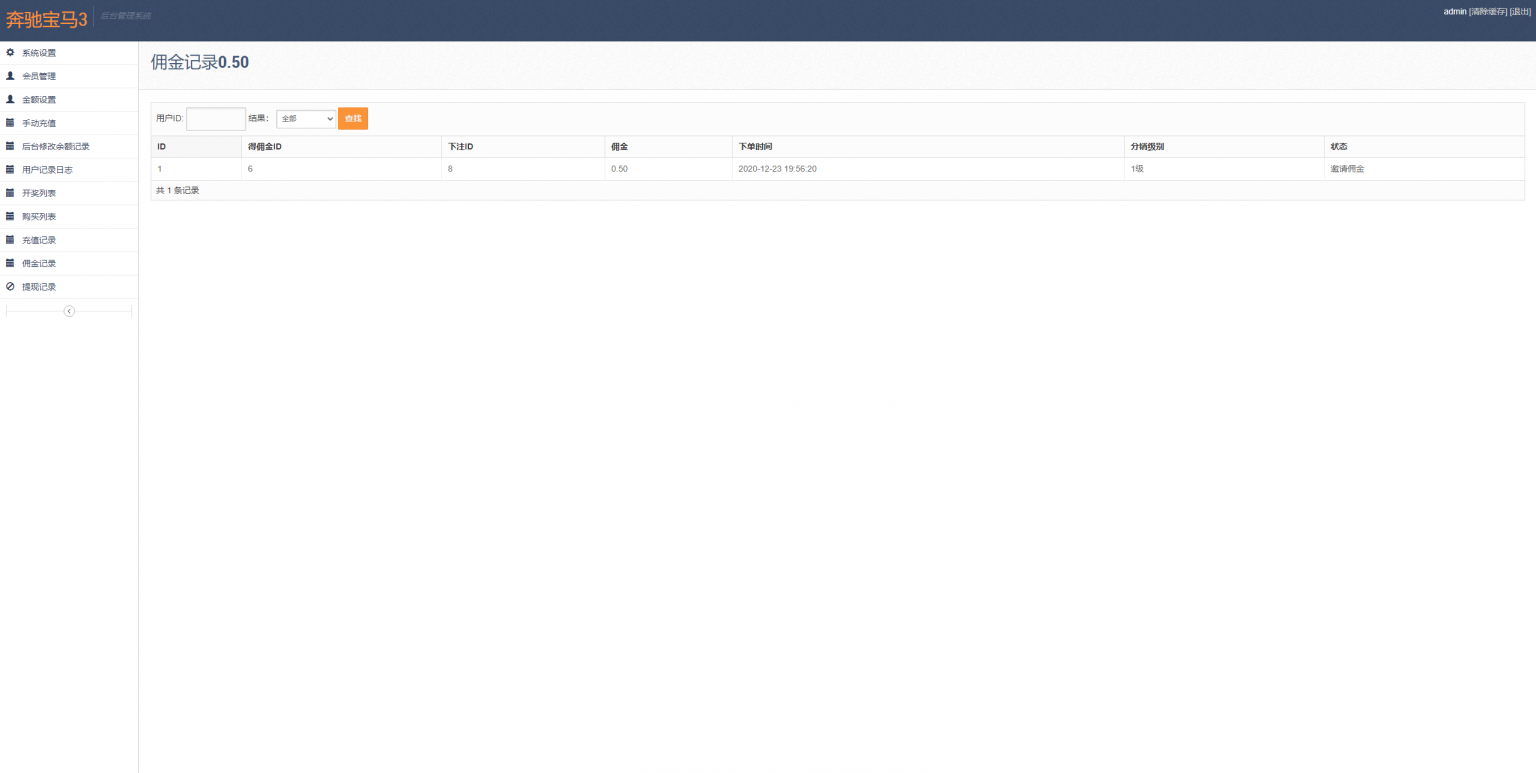 奔驰宝马3 后台管理系统
admin [清除缓存] [退出]
系统设置
会员管理
金额设置
手动充值
后台修改余额记录
用户记录日志
开奖列表
购买列表
充值记录
佣金记录
提现记录
佣金记录0.50
用户ID: 结果: 全部 查找
ID 得佣金ID 下注ID 佣金 下单时间 分销级别 状态
1 6 8 0.50 2020-12-23 19:56:20 1级 邀请佣金
共 1 条记录